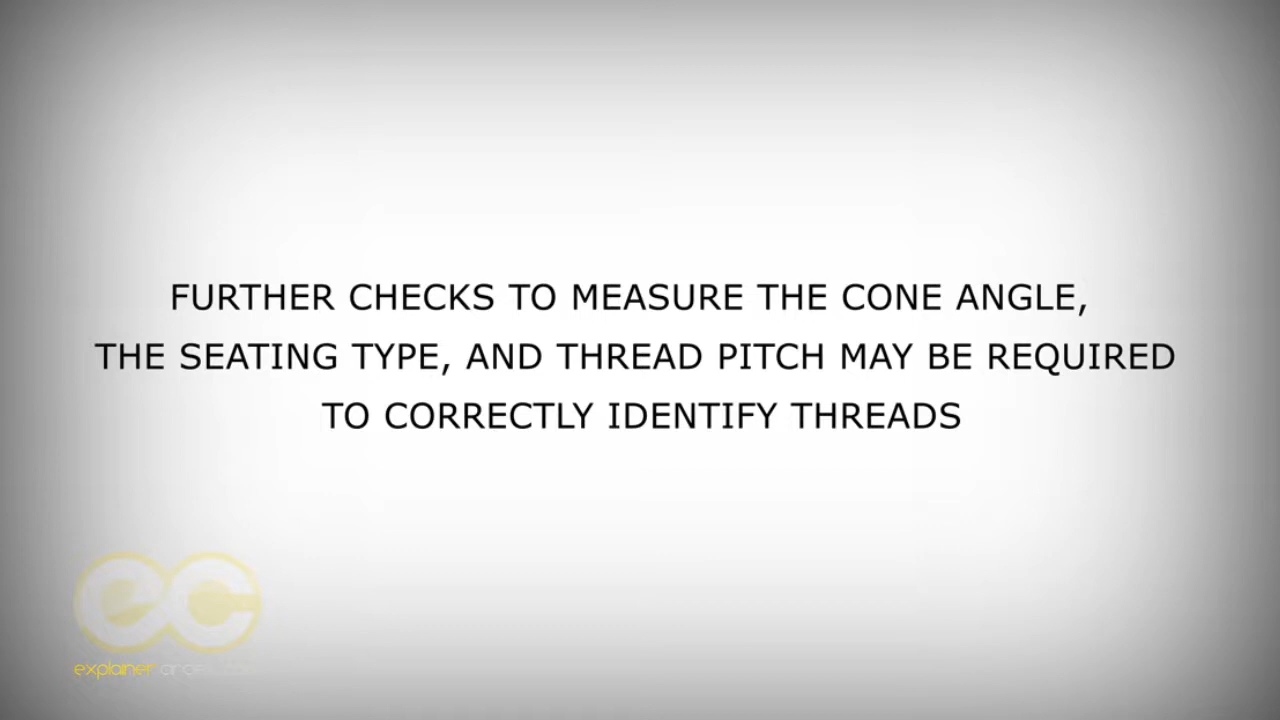 FURTHER CHECKS TO MEASURE THE CONE ANGLE,
THE SEATING TYPE, AND THREAD PITCH MAY BE REQUIRED
TO CORRECTLY IDENTIFY THREADS
ec
explainer